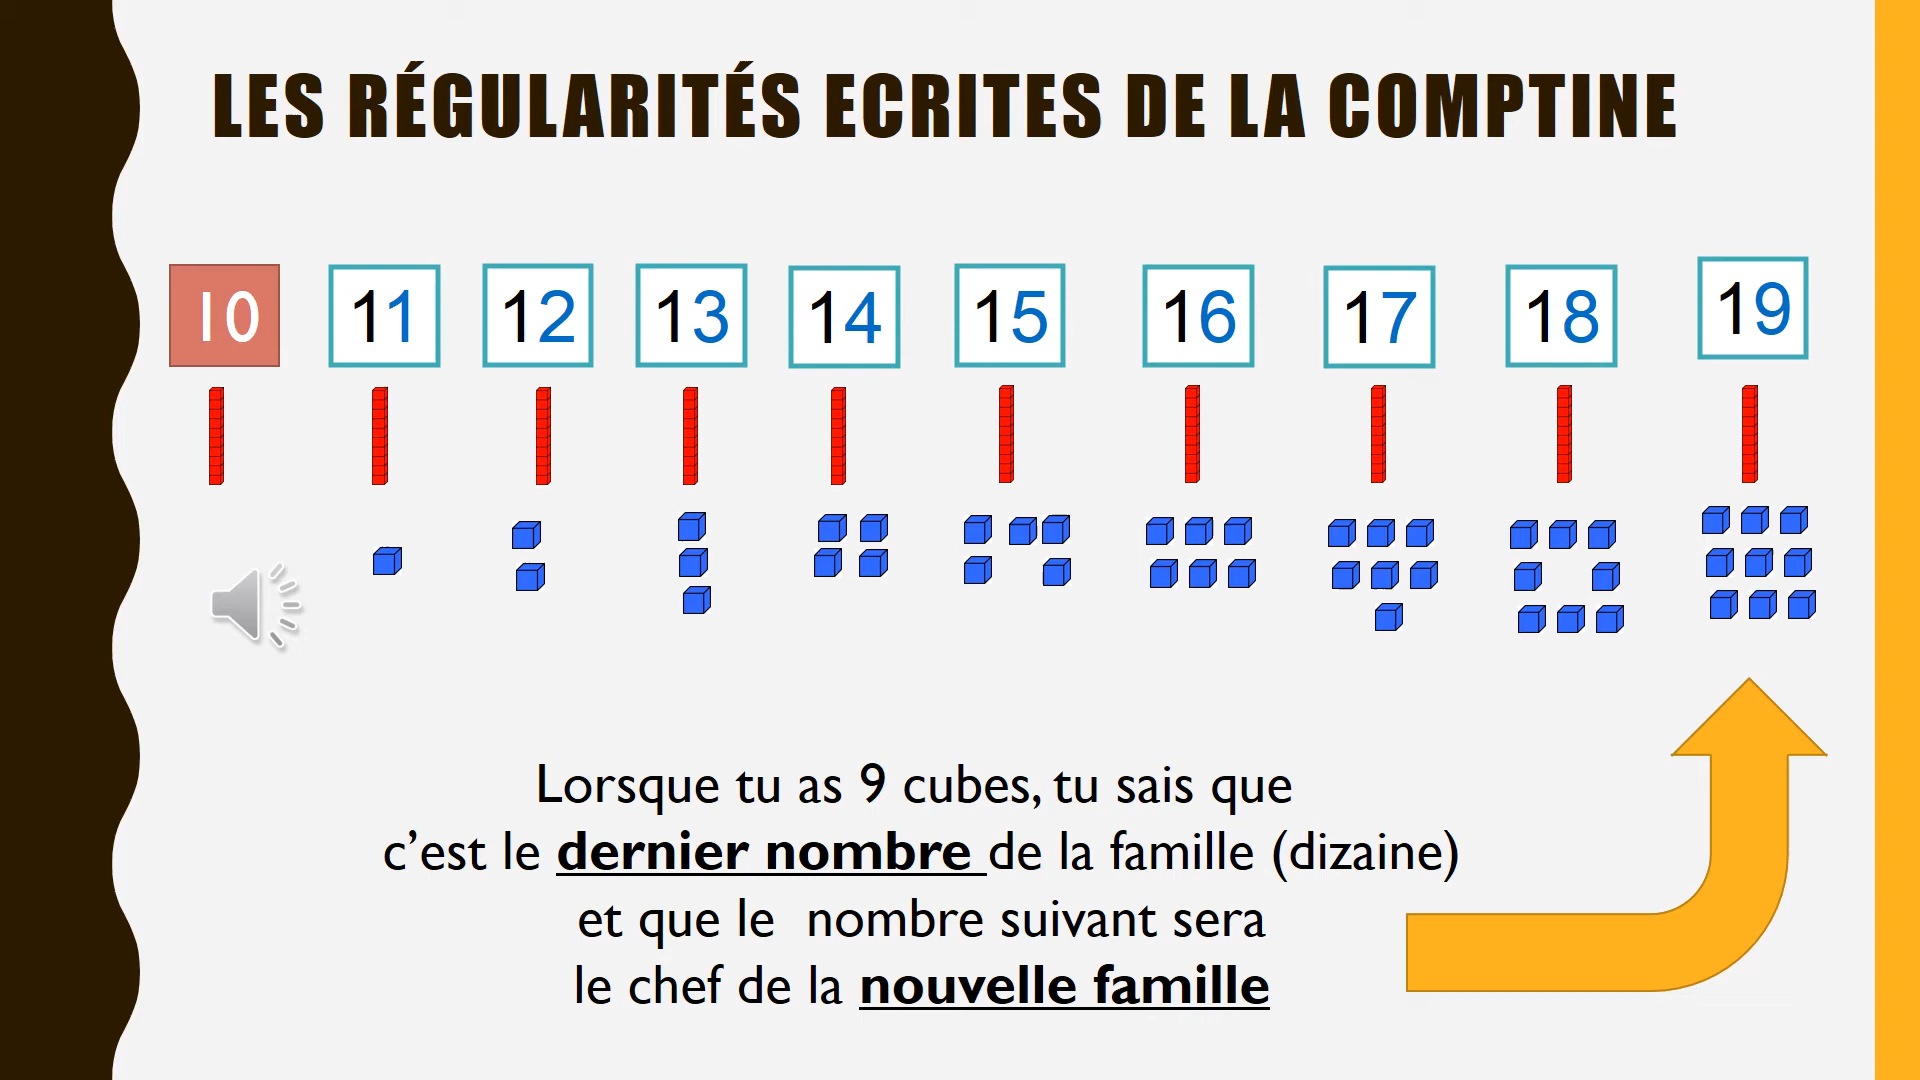 LES RÉGULARITÉS ECRITES DE LA COMPTINE
10 11 12 13 14 15 16 17 18 19
Lorsque tu as 9 cubes, tu sais que
c’est le dernier nombre de la famille (dizaine)
et que le  nombre suivant sera
le chef de la nouvelle famille